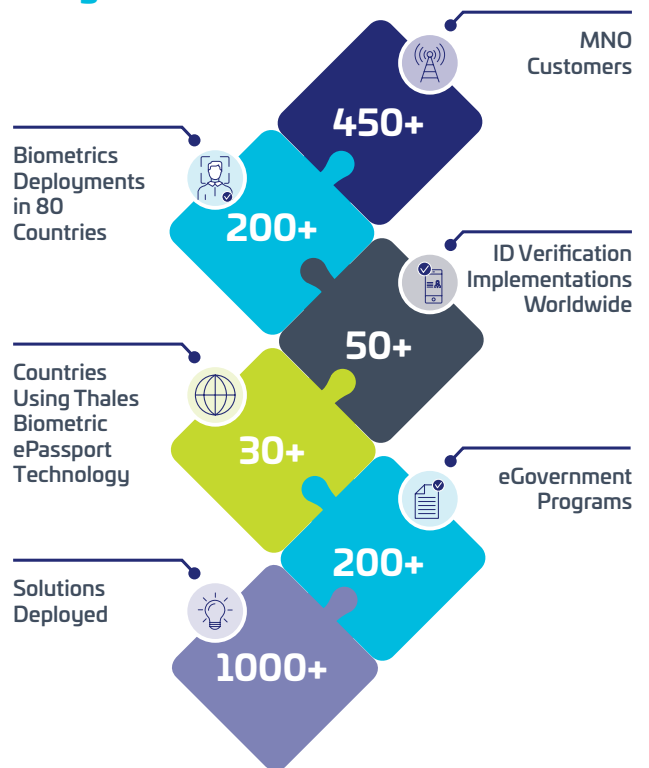 MNO
Customers
450+
Biometrics
Deployments
in 80
Countries
200+
ID Verification
Implementations
Worldwide
50+
Countries
Using Thales
Biometric
ePassport
Technology
30+
eGovernment
Programs
200+
Solutions
Deployed
1000+